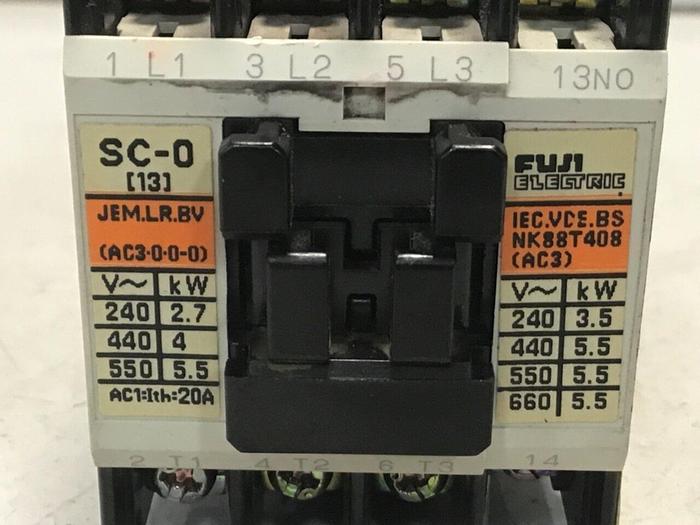 1 L1 3 L2 5 L3 13NO
SC-0
[13]
JEM.LR.BV
(AC3·0·0-0)
V~ kW
240 2.7
440 4
550 5.5
AC1:Ith:20A
FUJI
ELECTRIC
IEC.VDE.BS
NK88T408
(AC3)
V~ kW
240 3.5
440 5.5
550 5.5
660 5.5
2 T1 4 T2 6 T3 14